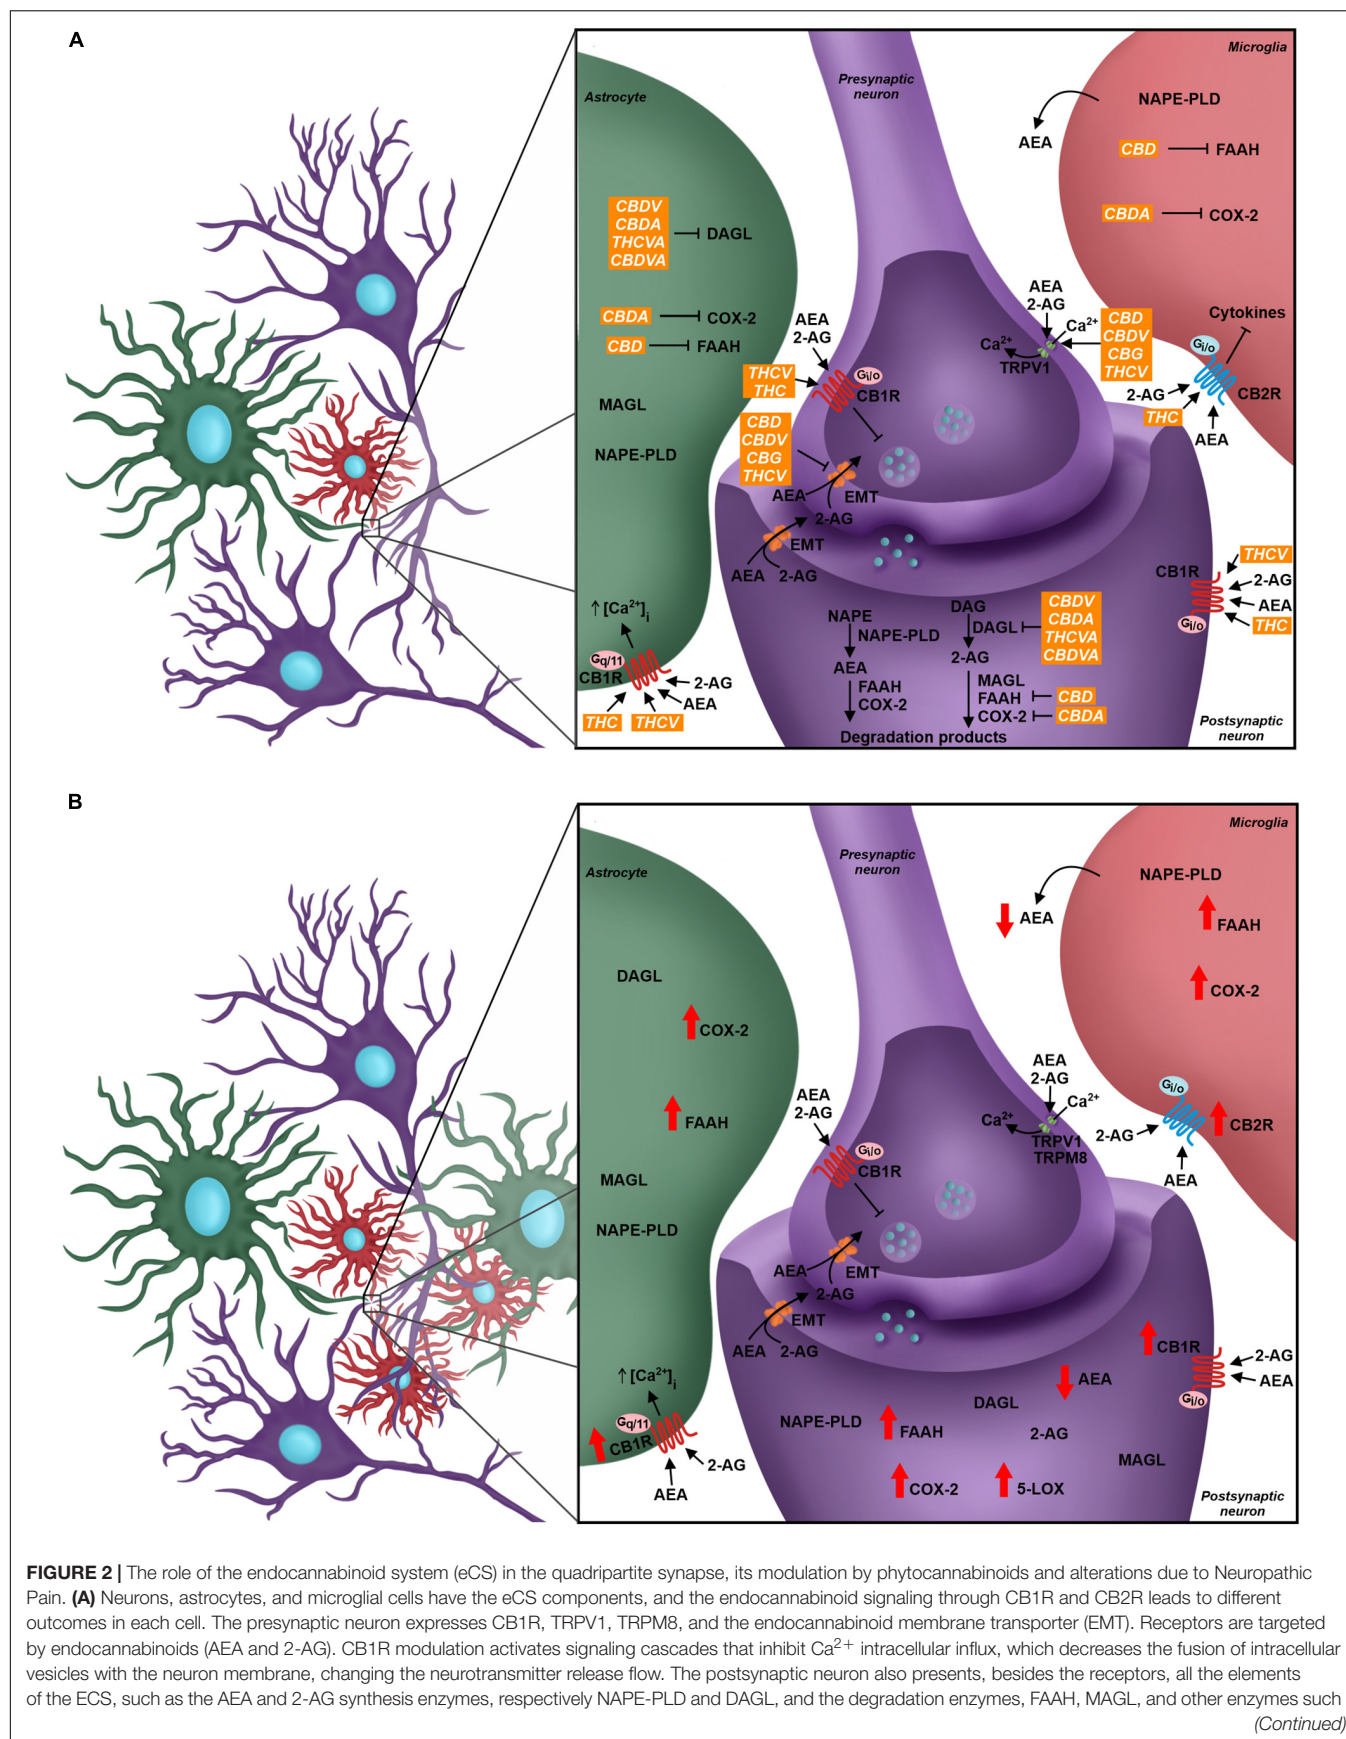 A
Astrocyte
Presynaptic
neuron
Microglia
NAPE-PLD
AEA
CBD
FAAH
CBDA
COX-2
CBDV
CBDA
THCVA
CBDVA
DAGL
CBDA
COX-2
CBD
FAAH
MAGL
NAPE-PLD
AEA
2-AG
THCV
THC
Gi/o
CB1R
CBD
CBDV
CBG
THCV
AEA
EMT
2-AG
EMT
AEA
2-AG
AEA
2-AG
Ca2+
Ca2+
TRPV1
CBD
CBDV
CBG
THCV
Cytokines
Gi/o
2-AG
CB2R
THC
AEA
↑ [Ca2+]i
Gq/11
CB1R
2-AG
AEA
THC
THCV
NAPE
NAPE-PLD
AEA
FAAH
COX-2
DAG
DAGL
2-AG
MAGL
FAAH
COX-2
CBDV
CBDA
THCVA
CBDVA
CBD
CBDA
Degradation products
THCV
CB1R
2-AG
AEA
Gi/o
THC
Postsynaptic
neuron
B
Astrocyte
Presynaptic
neuron
Microglia
NAPE-PLD
AEA
FAAH
COX-2
DAGL
COX-2
FAAH
MAGL
NAPE-PLD
AEA
2-AG
Gi/o
CB1R
AEA
EMT
2-AG
EMT
AEA
2-AG
AEA
2-AG
Ca2+
Ca2+
TRPV1
TRPM8
Gi/o
2-AG
CB2R
AEA
↑ [Ca2+]i
Gq/11
CB1R
2-AG
AEA
CB1R
2-AG
AEA
Gi/o
AEA
DAGL
NAPE-PLD
FAAH
2-AG
MAGL
COX-2
5-LOX
Postsynaptic
neuron
FIGURE 2 | The role of the endocannabinoid system (eCS) in the quadripartite synapse, its modulation by phytocannabinoids and alterations due to Neuropathic
Pain. (A) Neurons, astrocytes, and microglial cells have the eCS components, and the endocannabinoid signaling through CB1R and CB2R leads to different
outcomes in each cell. The presynaptic neuron expresses CB1R, TRPV1, TRPM8, and the endocannabinoid membrane transporter (EMT). Receptors are targeted
by endocannabinoids (AEA and 2-AG). CB1R modulation activates signaling cascades that inhibit Ca2+ intracellular influx, which decreases the fusion of intracellular
vesicles with the neuron membrane, changing the neurotransmitter release flow. The postsynaptic neuron also presents, besides the receptors, all the elements
of the ECS, such as the AEA and 2-AG synthesis enzymes, respectively NAPE-PLD and DAGL, and the degradation enzymes, FAAH, MAGL, and other enzymes such
(Continued)